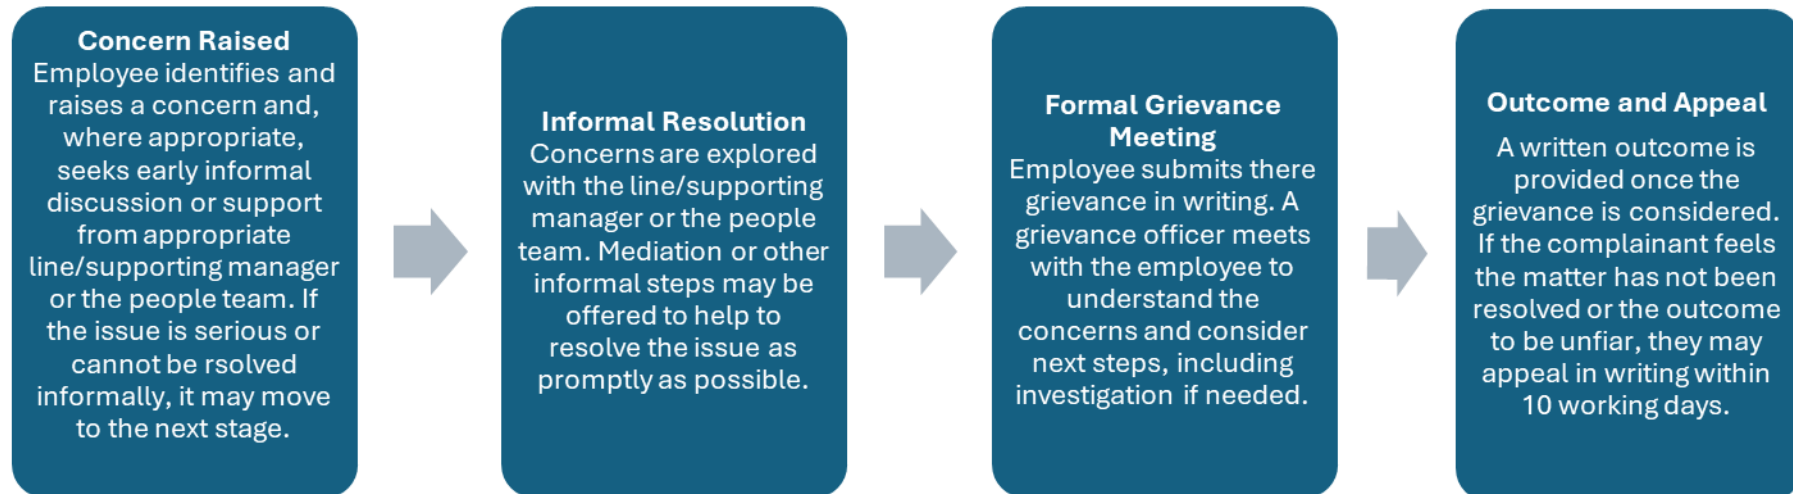 Concern Raised
Employee identifies and
raises a concern and,
where appropriate,
seeks early informal
discussion or support
from appropriate
line/supporting manager
or the people team. If
the issue is serious or
cannot be rsolved
informally, it may move
to the next stage.
Informal Resolution
Concerns are explored
with the line/supporting
manager or the people
team. Mediation or other
informal steps may be
offered to help to
resolve the issue as
promptly as possible.
Formal Grievance
Meeting
Employee submits there
grievance in writing. A
grievance officer meets
with the employee to
understand the
concerns and consider
next steps, including
investigation if needed.
Outcome and Appeal
A written outcome is
provided once the
grievance is considered.
If the complainant feels
the matter has not been
resolved or the outcome
to be unfiar, they may
appeal in writing within
10 working days.